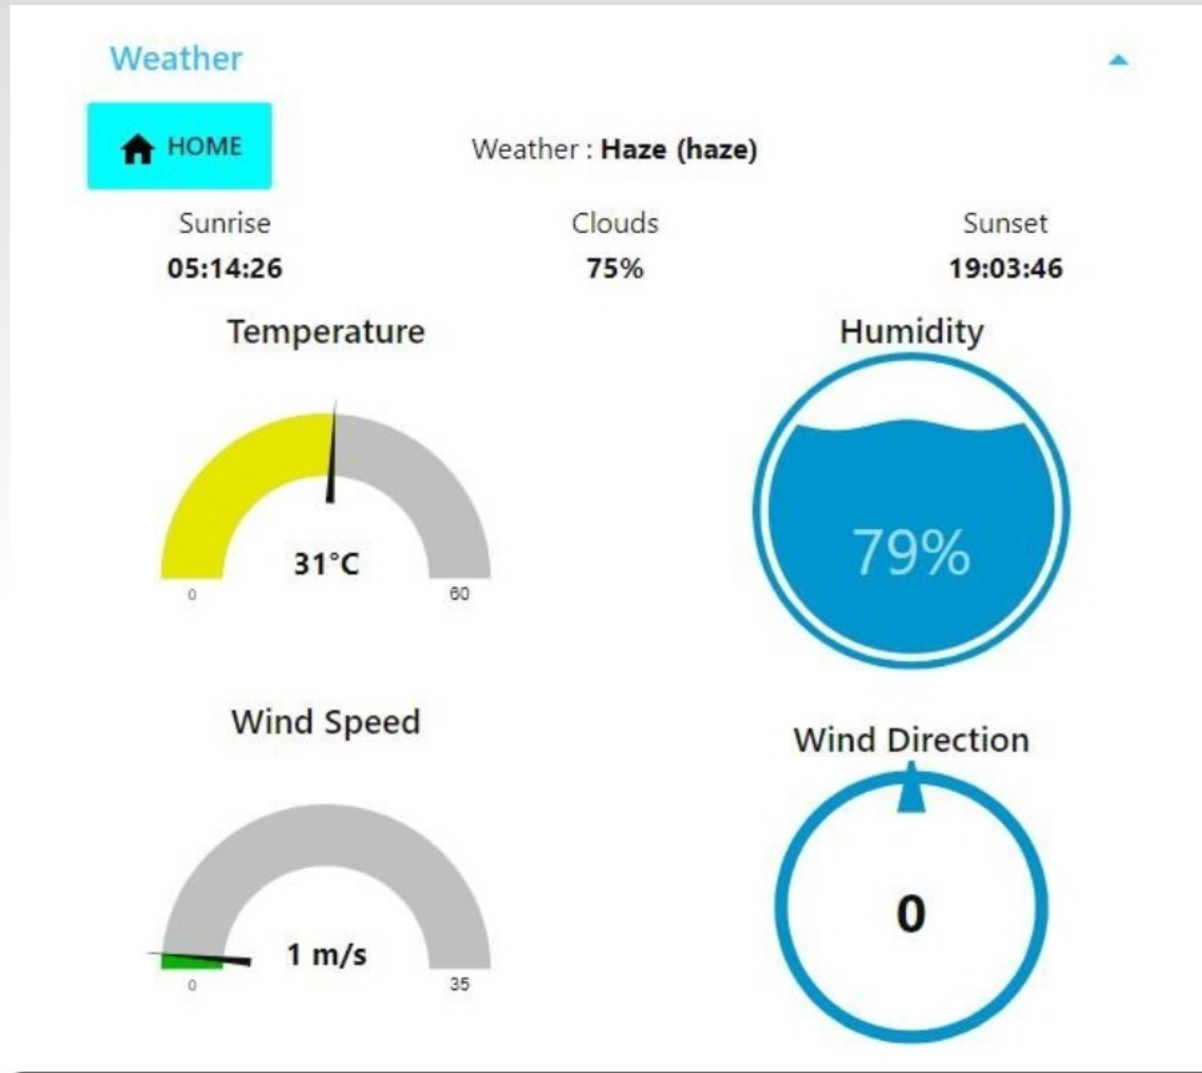 Weather
HOME
Weather : Haze (haze)
Sunrise
Clouds
Sunset
05:14:26
75%
19:03:46
Temperature
Humidity
31°C
0
60
79%
Wind Speed
Wind Direction
1 m/s
0
35
0